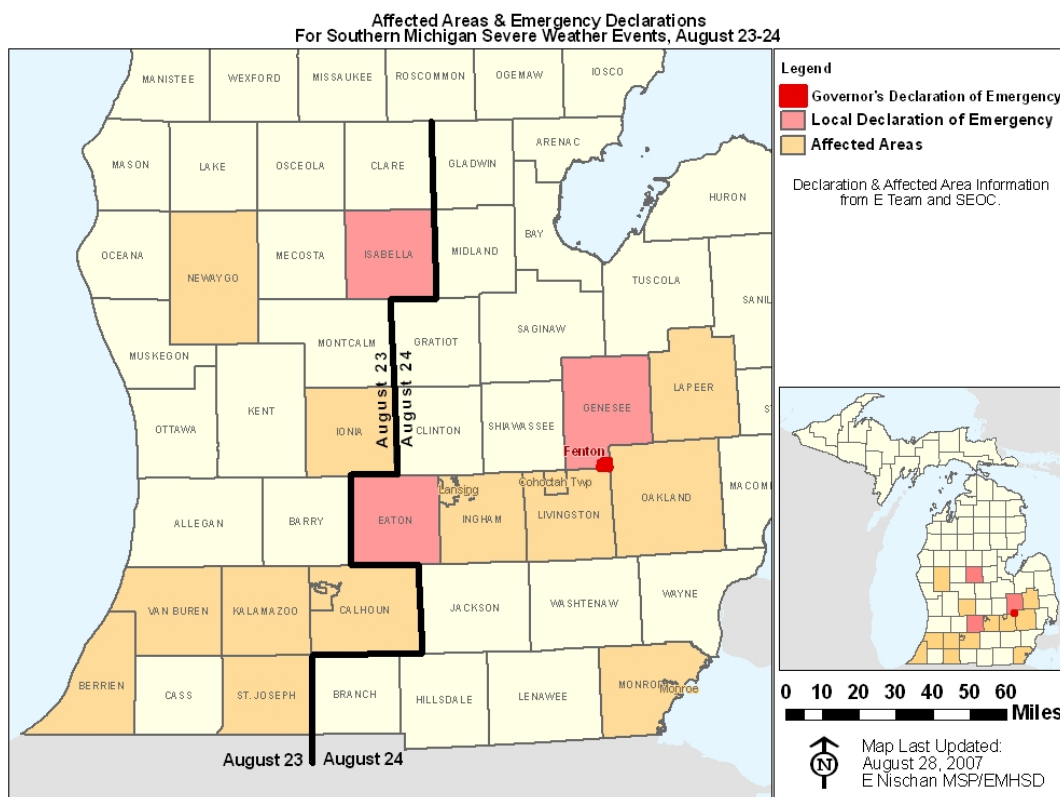 Affected Areas & Emergency Declarations
For Southern Michigan Severe Weather Events, August 23-24
MANISTEE
WEXFORD
MISSAUKEE
ROSCOMMON
OGEMAW
IOSCO
MASON
LAKE
OSCEOLA
CLARE
GLADWIN
ARENAC
HURON
OCEANA
NEWAYGO
MECOSTA
ISABELLA
MIDLAND
BAY
TUSCOLA
SANIL
MUSKEGON
MONTCALM
GRATIOT
SAGINAW
August 23
August 24
LAPEER
GENESEE
KENT
OTTAWA
IONIA
CLINTON
SHIAWASSEE
ST
Fenton
Lansing
Cohoctah Twp
OAKLAND
MACOMB
ALLEGAN
BARRY
EATON
INGHAM
LIVINGSTON
VAN BUREN
KALAMAZOO
CALHOUN
JACKSON
WASHTENAW
WAYNE
BERRIEN
CASS
ST. JOSEPH
BRANCH
HILLSDALE
LENAWEE
MONROE
Monroe
August 23
August 24
Legend
Governor's Declaration of Emergency
Local Declaration of Emergency
Affected Areas
Declaration & Affected Area Information
from E Team and SEOC.
0 10 20 30 40 50 60
Miles
N
Map Last Updated:
August 28, 2007
E Nischan MSP/EMHSD